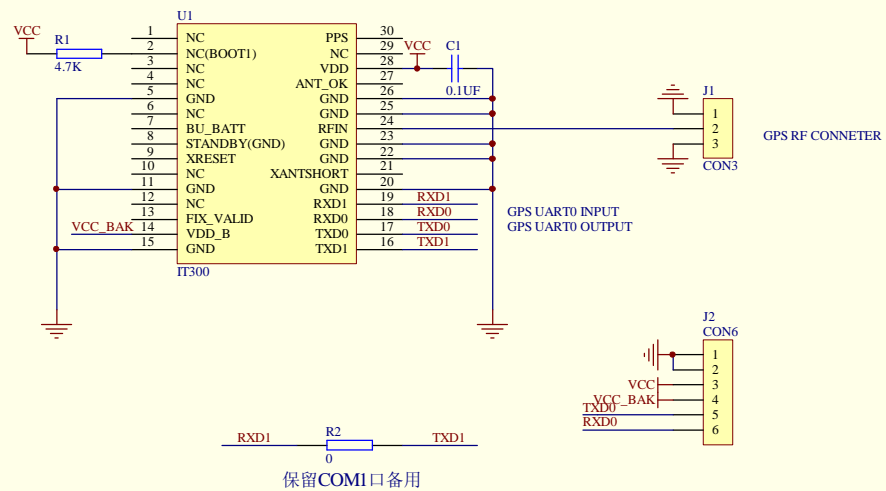 U1
VCC
R1
4.7K
1 NC PPS 30
2 NC(BOOT1) NC 29
3 NC VDD 28
4 NC ANT_OK 27
5 GND GND 26
6 NC GND 25
7 BU_BATT RFIN 24
8 STANDBY(GND) GND 23
9 XRESET GND 22
10 NC XANTSHORT 21
11 GND GND 20
12 NC RXD1 19 RXD1
13 FIX_VALID RXD0 18 RXD0
VCC_BAK 14 VDD_B TXD0 17 TXD0
15 GND TXD1 16 TXD1
IT300
VCC
C1
0.1UF
GPS UART0 INPUT
GPS UART0 OUTPUT
J1
1
2
3
CON3
GPS RF CONNETER
J2
CON6
1
2
VCC 3
VCC_BAK 4
TXD0 5
RXD0 6
RXD1 R2 TXD1
0
保留COM1口备用